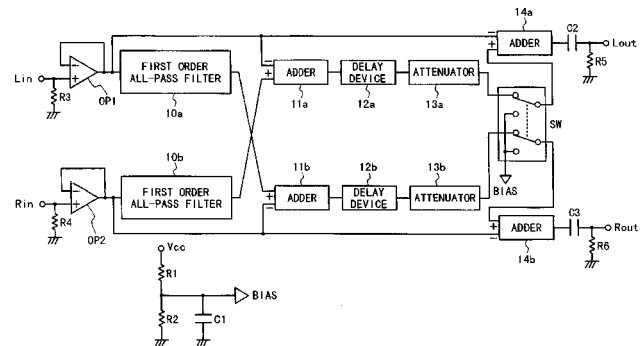 14a
ADDER
C2
Lout
R5
Lin
R3
OP1
FIRST ORDER
ALL-PASS FILTER
10a
ADDER
11a
DELAY
DEVICE
12a
ATTENUATOR
13a
SW
BIAS
Rin
R4
OP2
10b
FIRST ORDER
ALL-PASS FILTER
11b
ADDER
12b
DELAY
DEVICE
13b
ATTENUATOR
ADDER
14b
C3
Rout
R6
Vcc
R1
R2
C1
BIAS